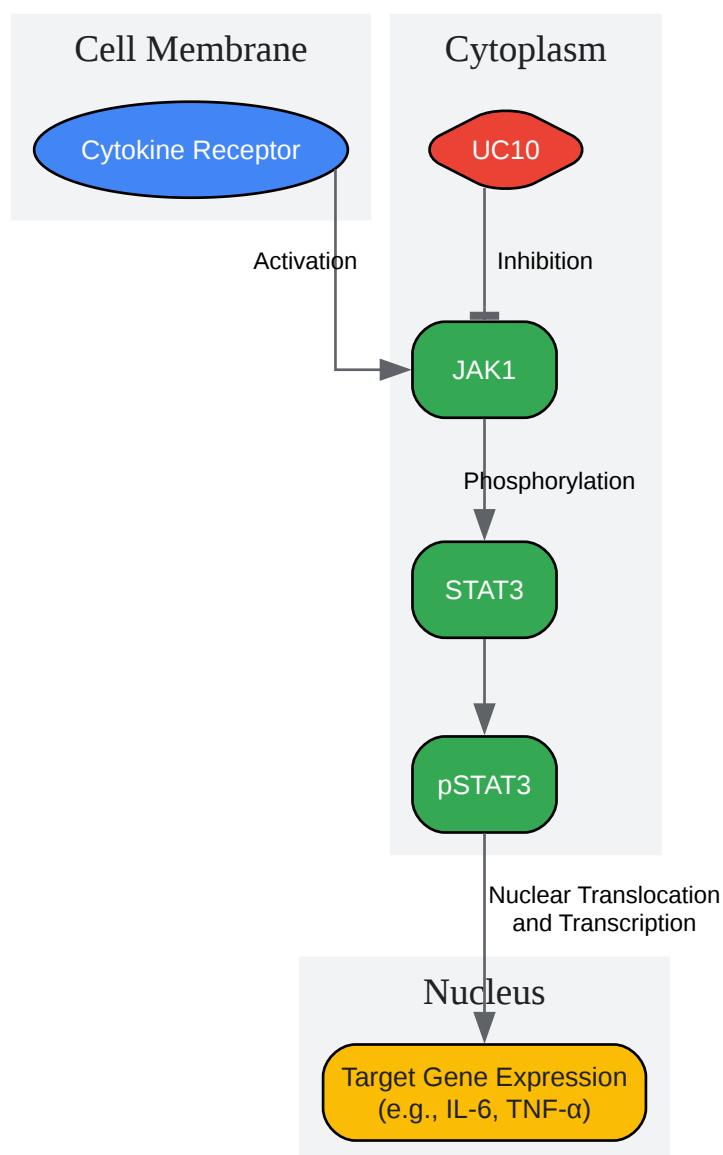 Cell Membrane
Cytoplasm
Cytokine Receptor
UC10
Activation
Inhibition
JAK1
Phosphorylation
STAT3
pSTAT3
Nuclear Translocation
and Transcription
Nucleus
Target Gene Expression
(e.g., IL-6, TNF-α)